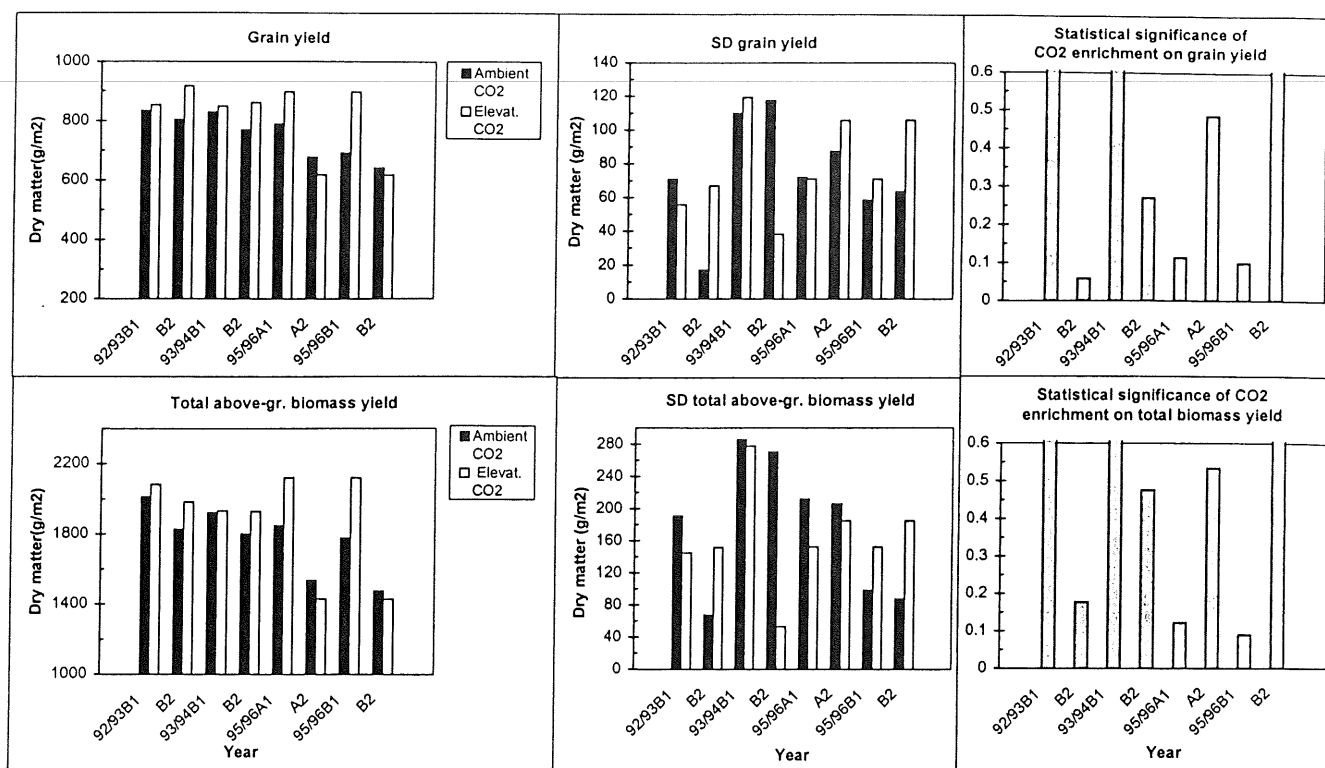 Grain yield
1000
800
600
400
200
Dry matter(g/m2)
Ambient
CO2
Elevat.
CO2
92/93B1
B2
93/94B1
B2
95/96A1
A2
95/96B1
B2
SD grain yield
140
120
100
80
60
40
20
0
Dry matter (g/m2)
92/93B1
B2
93/94B1
B2
95/96A1
A2
95/96B1
B2
Statistical significance of
CO2 enrichment on grain yield
0.6
0.5
0.4
0.3
0.2
0.1
0
92/93B1
B2
93/94B1
B2
95/96A1
A2
95/96B1
B2
Total above-gr. biomass yield
2200
1800
1400
1000
Dry matter(g/m2)
Ambient
CO2
Elevat.
CO2
92/93B1
B2
93/94B1
B2
95/96A1
A2
95/96B1
B2
Year
SD total above-gr. biomass yield
280
240
200
160
120
80
40
0
Dry matter (g/m2)
92/93B1
B2
93/94B1
B2
95/96A1
A2
95/96B1
B2
Year
Statistical significance of CO2
enrichment on total biomass yield
0.6
0.5
0.4
0.3
0.2
0.1
0
92/93B1
B2
93/94B1
B2
95/96A1
A2
95/96B1
B2
Year